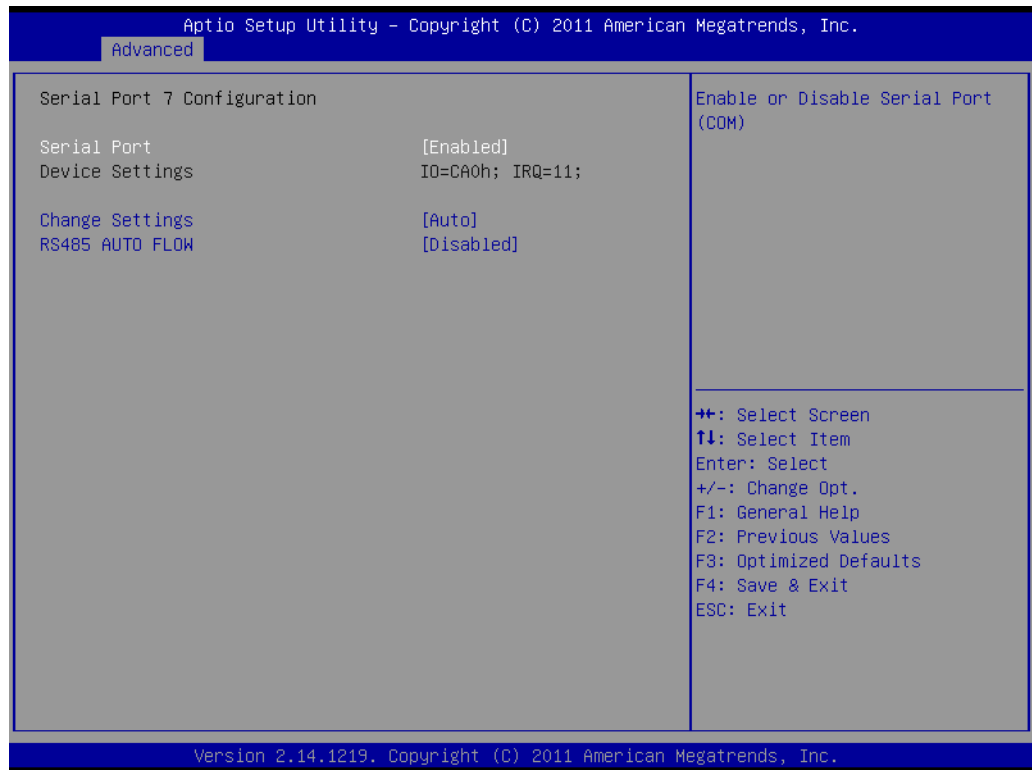 Aptio Setup Utility – Copyright (C) 2011 American Megatrends, Inc.
Advanced
Serial Port 7 Configuration
Serial Port [Enabled]
Device Settings IO=CA0h; IRQ=11;
Change Settings [Auto]
RS485 AUTO FLOW [Disabled]
Enable or Disable Serial Port
(COM)
→←: Select Screen
↑↓: Select Item
Enter: Select
+/-: Change Opt.
F1: General Help
F2: Previous Values
F3: Optimized Defaults
F4: Save & Exit
ESC: Exit
Version 2.14.1219. Copyright (C) 2011 American Megatrends, Inc.